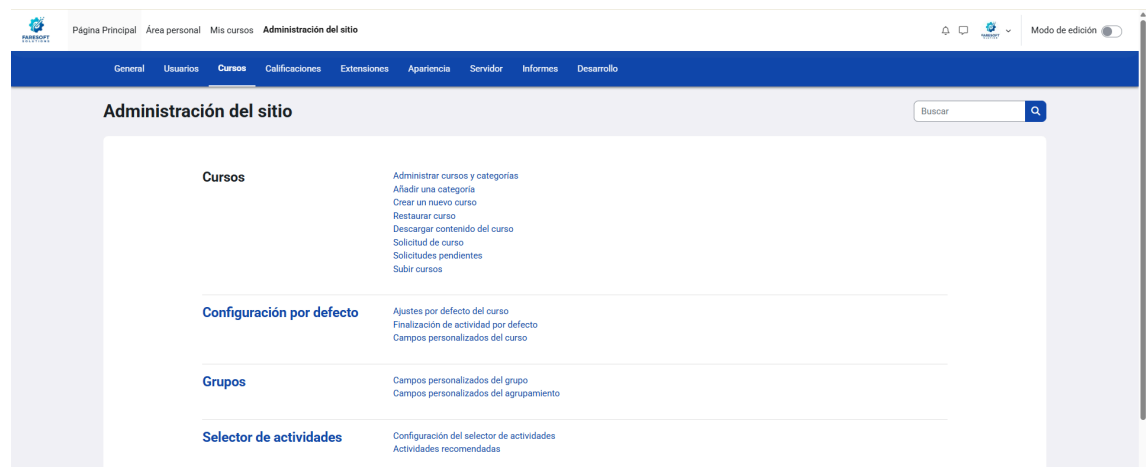 FARESOFT
SOLUTIONS
Página Principal Área personal Mis cursos Administración del sitio
Modo de edición
General Usuarios Cursos Calificaciones Extensiones Apariencia Servidor Informes Desarrollo
Administración del sitio
Buscar
Cursos
Administrar cursos y categorías
Añadir una categoría
Crear un nuevo curso
Restaurar curso
Descargar contenido del curso
Solicitud de curso
Solicitudes pendientes
Subir cursos
Configuración por defecto
Ajustes por defecto del curso
Finalización de actividad por defecto
Campos personalizados del curso
Grupos
Campos personalizados del grupo
Campos personalizados del agrupamiento
Selector de actividades
Configuración del selector de actividades
Actividades recomendadas